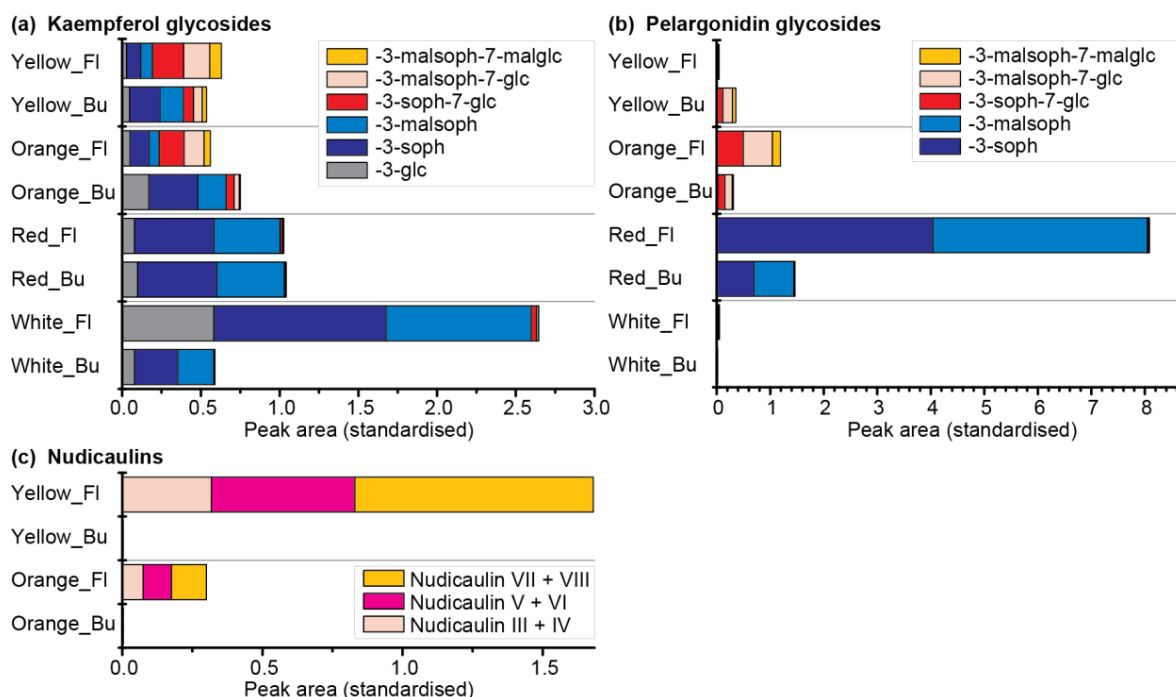 (a) Kaempferol glycosides
Yellow_Fl
Yellow_Bu
Orange_Fl
Orange_Bu
Red_Fl
Red_Bu
White_Fl
White_Bu
-3-malsoph-7-malglc
-3-malsoph-7-glc
-3-soph-7-glc
-3-malsoph
-3-soph
-3-glc
0.0 0.5 1.0 1.5 2.0 2.5 3.0
Peak area (standardised)
(b) Pelargonidin glycosides
Yellow_Fl
Yellow_Bu
Orange_Fl
Orange_Bu
Red_Fl
Red_Bu
White_Fl
White_Bu
-3-malsoph-7-malglc
-3-malsoph-7-glc
-3-soph-7-glc
-3-malsoph
-3-soph
0 1 2 3 4 5 6 7 8
Peak area (standardised)
(c) Nudicaulins
Yellow_Fl
Yellow_Bu
Orange_Fl
Orange_Bu
Nudicaulin VII + VIII
Nudicaulin V + VI
Nudicaulin III + IV
0.0 0.5 1.0 1.5
Peak area (standardised)